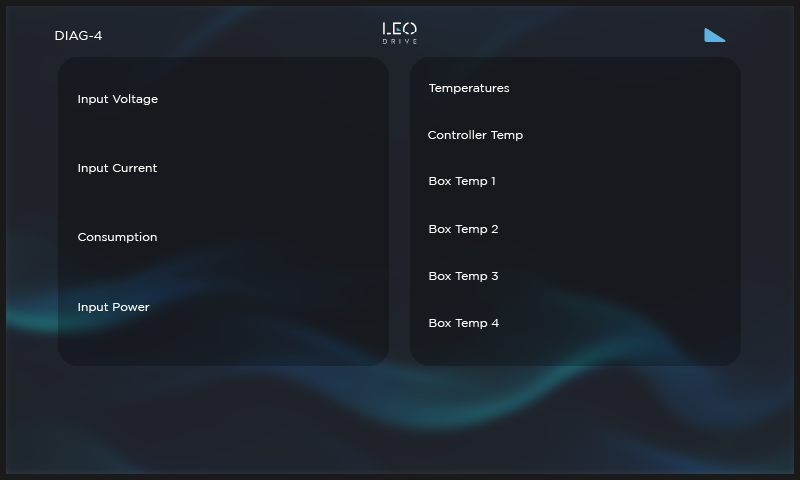 DIAG-4
LEO
DRIVE
Input Voltage
Input Current
Consumption
Input Power
Temperatures
Controller Temp
Box Temp 1
Box Temp 2
Box Temp 3
Box Temp 4